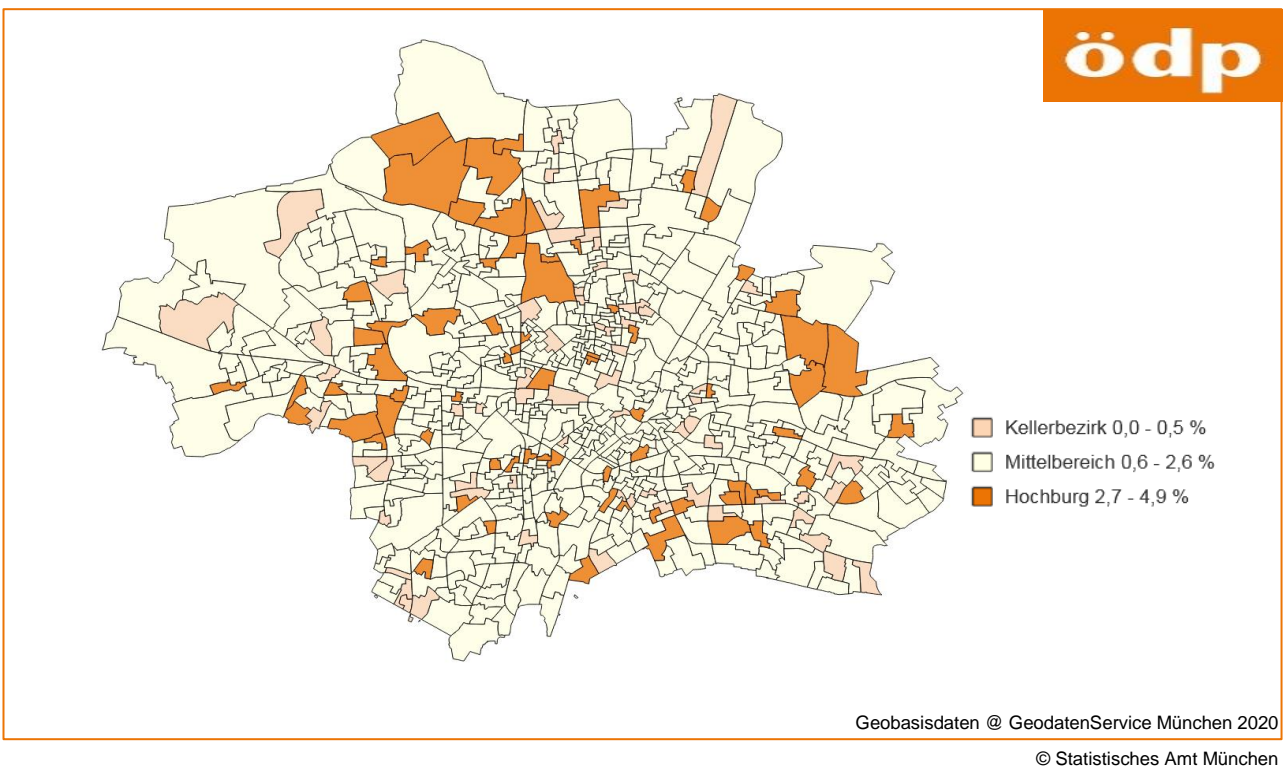 ödp
Kellerbezirk 0,0 - 0,5 %
Mittelbereich 0,6 - 2,6 %
Hochburg 2,7 - 4,9 %
Geobasisdaten @ GeodatenService München 2020
© Statistisches Amt München